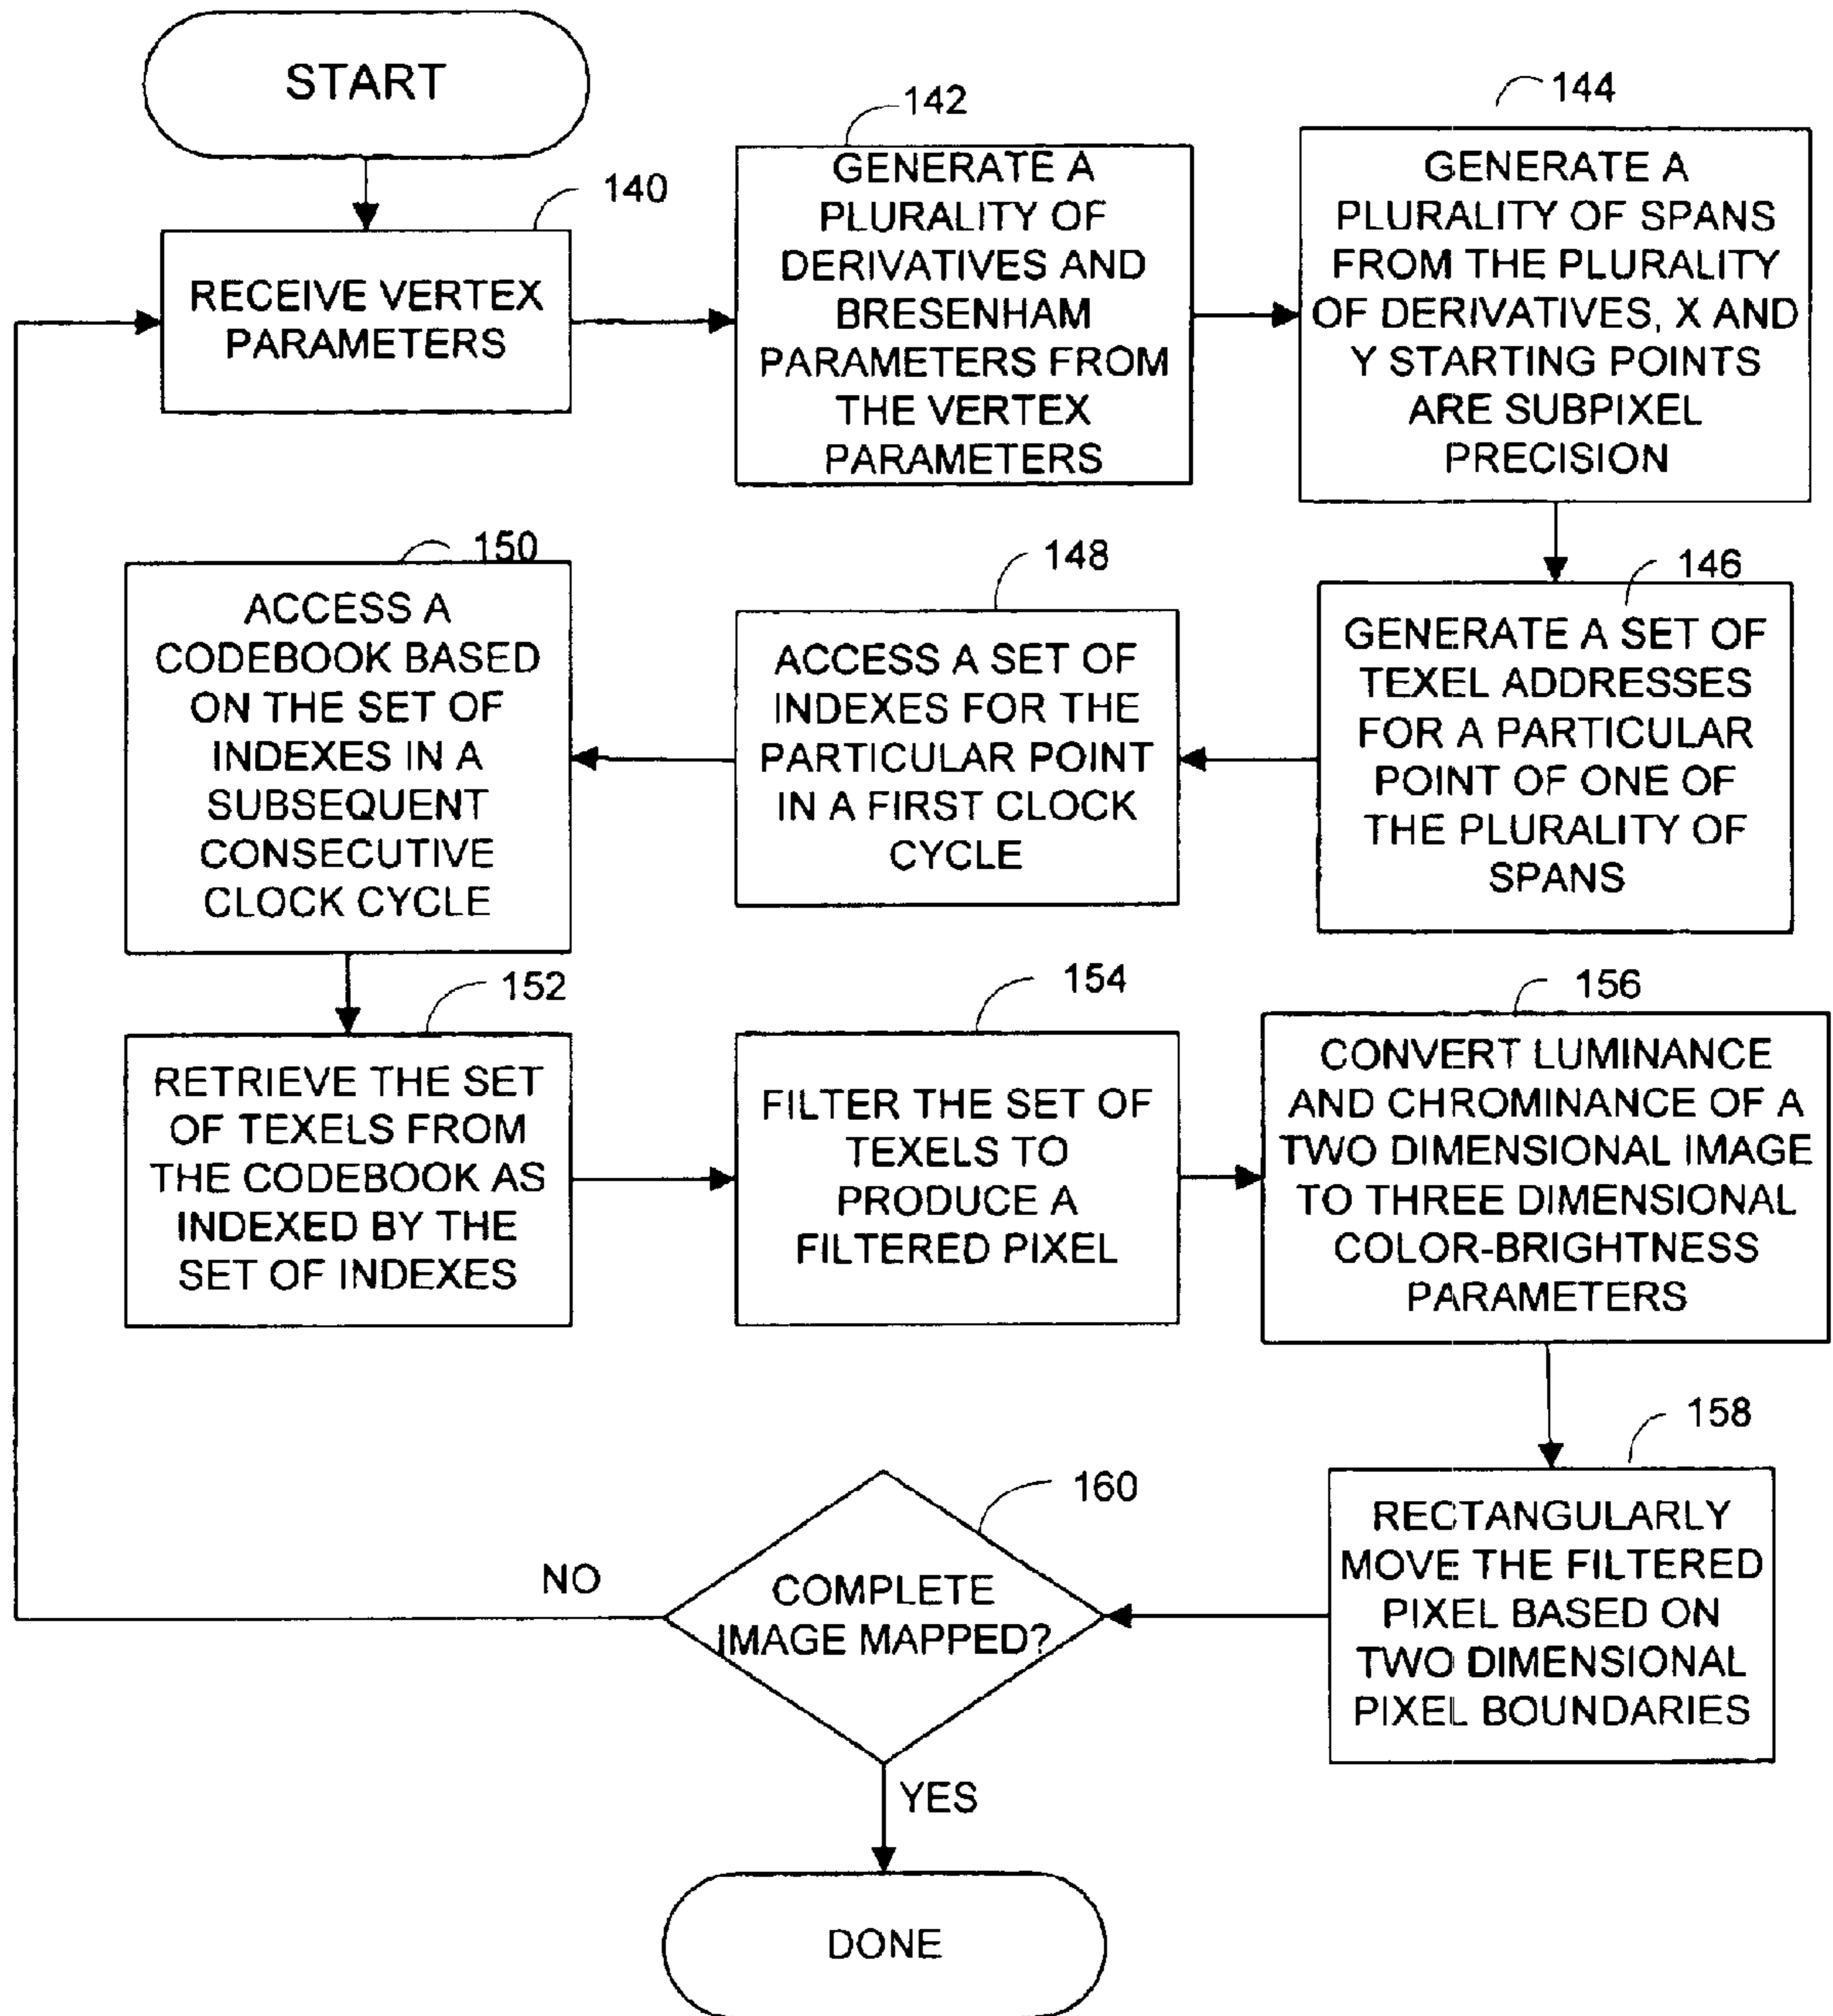 START
140
RECEIVE VERTEX
PARAMETERS
142
GENERATE A
PLURALITY OF
DERIVATIVES AND
BRESENHAM
PARAMETERS FROM
THE VERTEX
PARAMETERS
144
GENERATE A
PLURALITY OF SPANS
FROM THE PLURALITY
OF DERIVATIVES, X AND
Y STARTING POINTS
ARE SUBPIXEL
PRECISION
146
GENERATE A SET OF
TEXEL ADDRESSES
FOR A PARTICULAR
POINT OF ONE OF
THE PLURALITY OF
SPANS
148
ACCESS A SET OF
INDEXES FOR THE
PARTICULAR POINT
IN A FIRST CLOCK
CYCLE
150
ACCESS A
CODEBOOK BASED
ON THE SET OF
INDEXES IN A
SUBSEQUENT
CONSECUTIVE
CLOCK CYCLE
152
RETRIEVE THE SET
OF TEXELS FROM
THE CODEBOOK AS
INDEXED BY THE
SET OF INDEXES
154
FILTER THE SET OF
TEXELS TO
PRODUCE A
FILTERED PIXEL
156
CONVERT LUMINANCE
AND CHROMINANCE OF A
TWO DIMENSIONAL IMAGE
TO THREE DIMENSIONAL
COLOR-BRIGHTNESS
PARAMETERS
158
RECTANGULARLY
MOVE THE FILTERED
PIXEL BASED ON
TWO DIMENSIONAL
PIXEL BOUNDARIES
160
COMPLETE
IMAGE MAPPED?
NO
YES
DONE